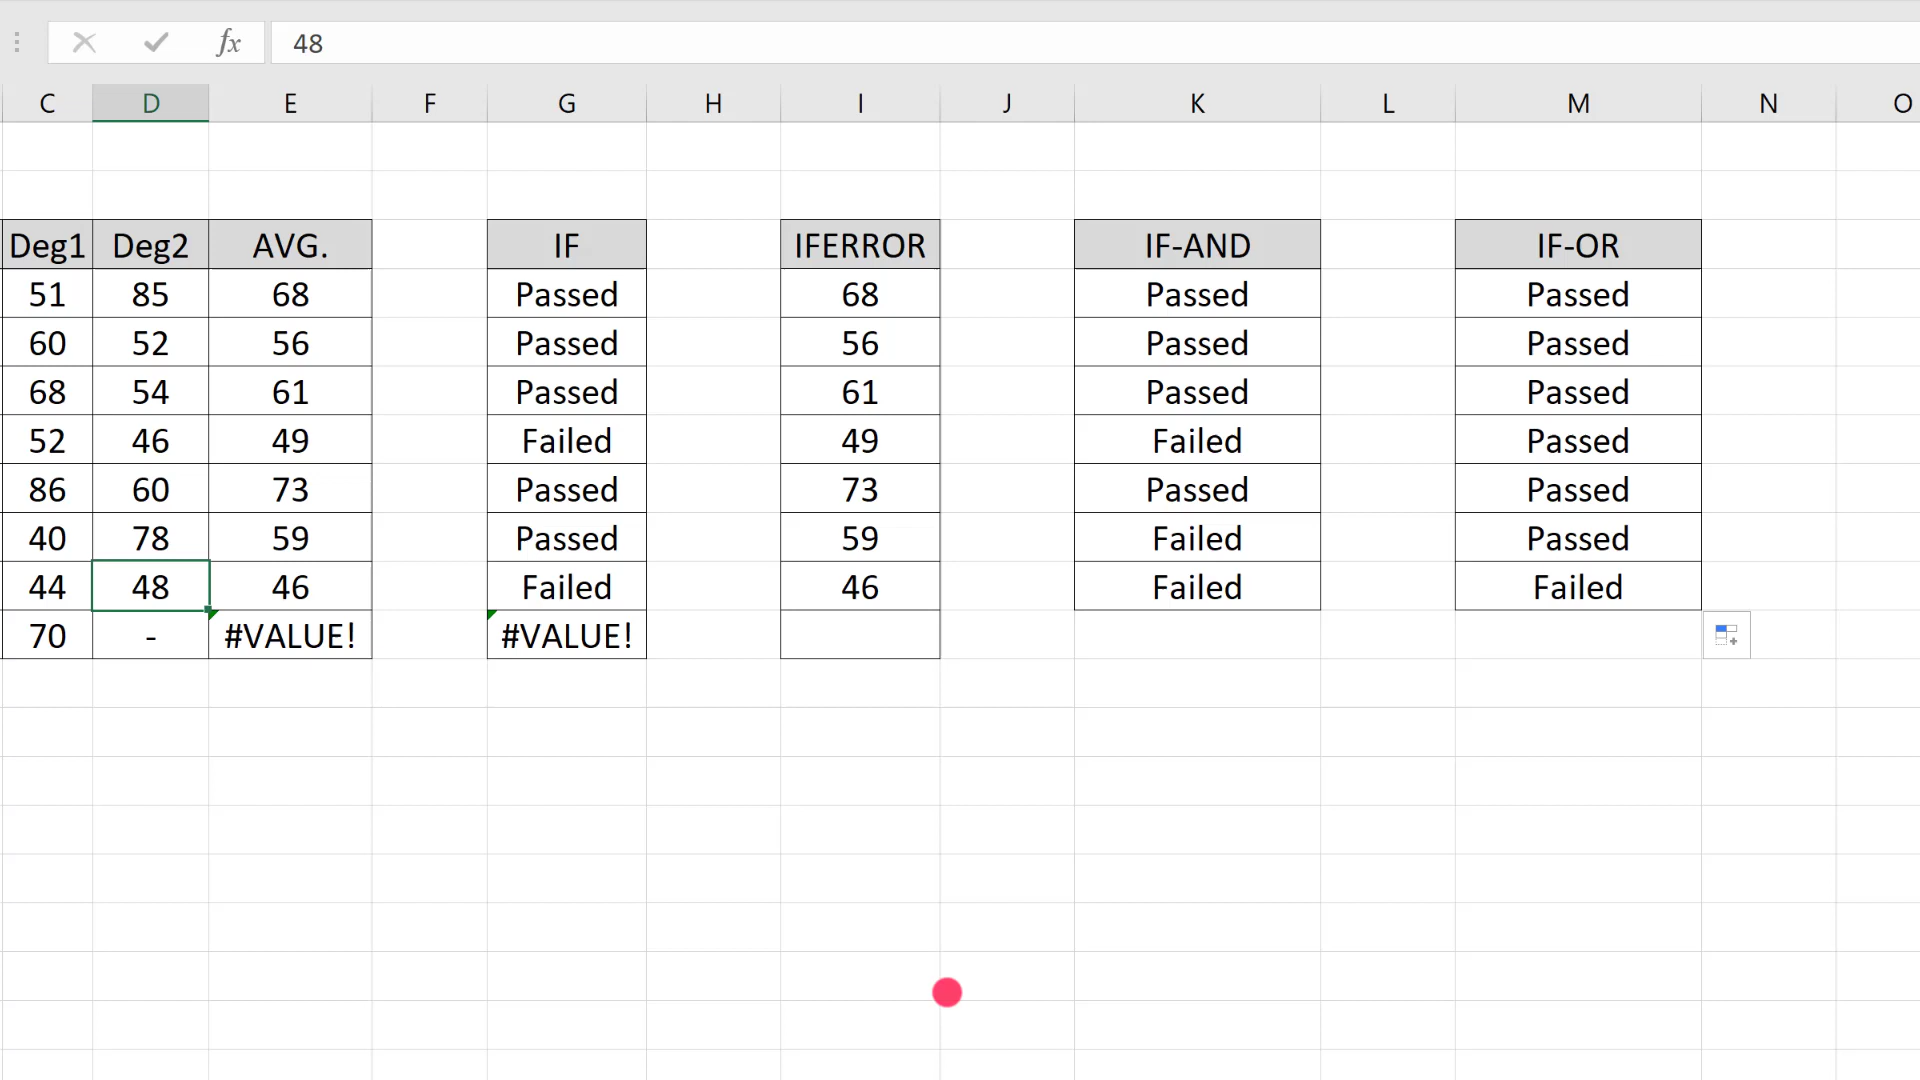 fx 48
C D E F G H I J K L M N O
Deg1 Deg2 AVG. IF IFERROR IF-AND IF-OR
51 85 68 Passed 68 Passed Passed
60 52 56 Passed 56 Passed Passed
68 54 61 Passed 61 Passed Passed
52 46 49 Failed 49 Failed Passed
86 60 73 Passed 73 Passed Passed
40 78 59 Passed 59 Failed Passed
44 48 46 Failed 46 Failed Failed
70 - #VALUE! #VALUE!